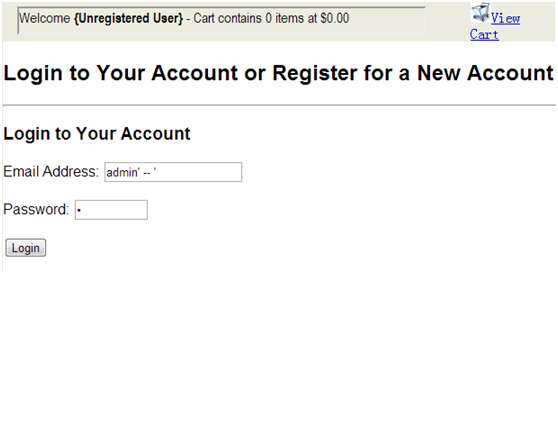 Welcome {Unregistered User} - Cart contains 0 items at $0.00
View
Cart
Login to Your Account or Register for a New Account
Login to Your Account
Email Address: admin' -- '
Password: •
Login